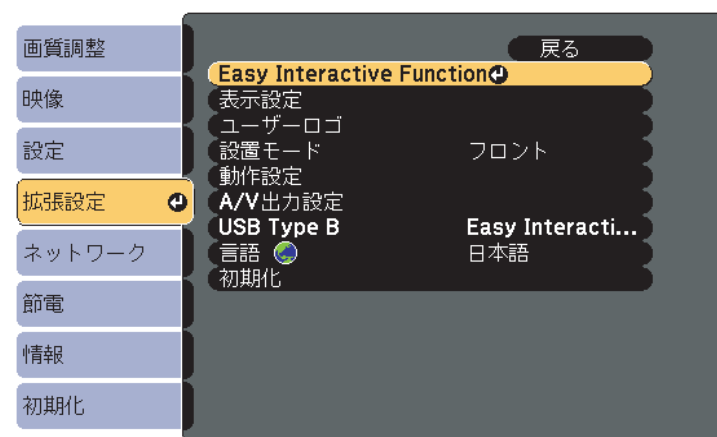 画質調整
映像
設定
拡張設定
ネットワーク
節電
情報
初期化
戻る
Easy Interactive Function
表示設定
ユーザーロゴ
設置モード フロント
動作設定
A/V出力設定
USB Type B Easy Interacti...
言語 日本語
初期化